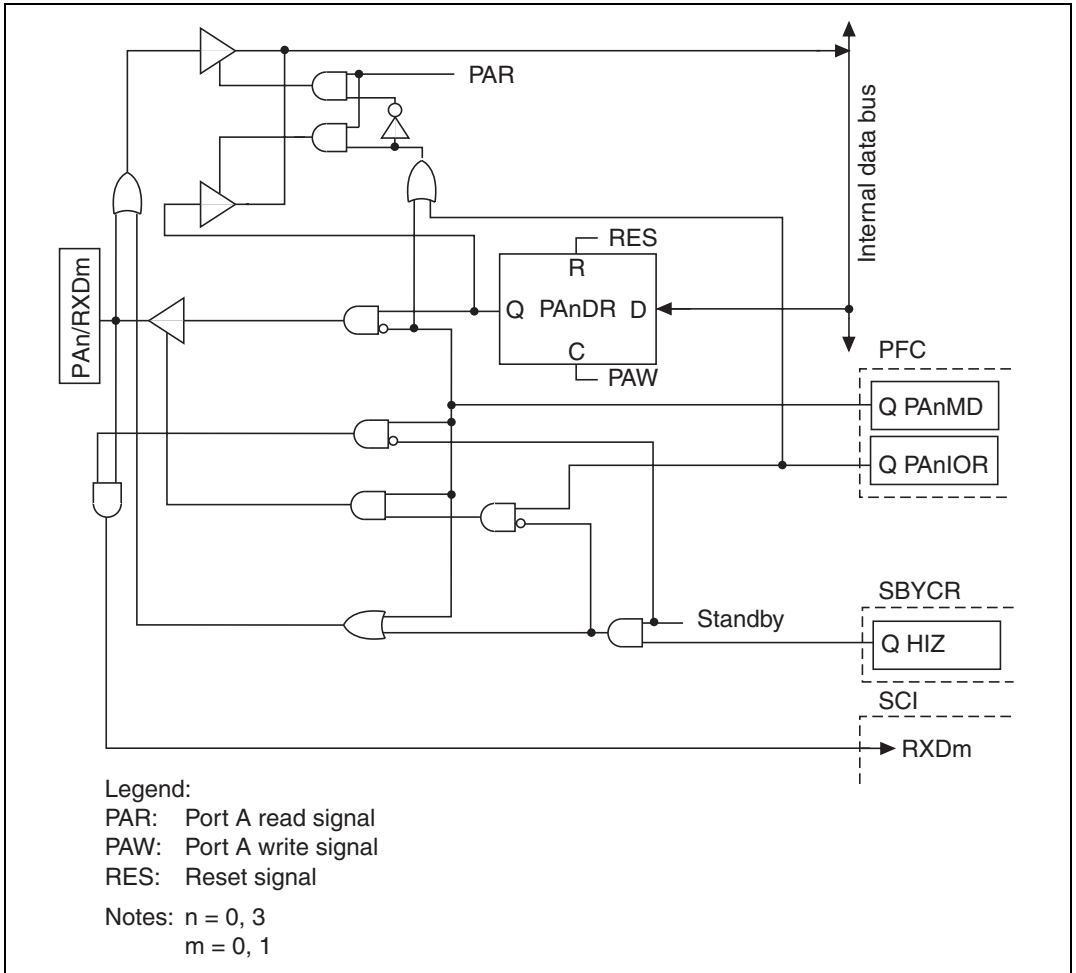 PAR
Internal data bus
RES
R
PAn/RXDm
Q PAnDR D
C
PAW
PFC
Q PAnMD
Q PAnIOR
SBYCR
Standby
Q HIZ
SCI
RXDm
Legend:
PAR: Port A read signal
PAW: Port A write signal
RES: Reset signal
Notes: n = 0, 3
m = 0, 1